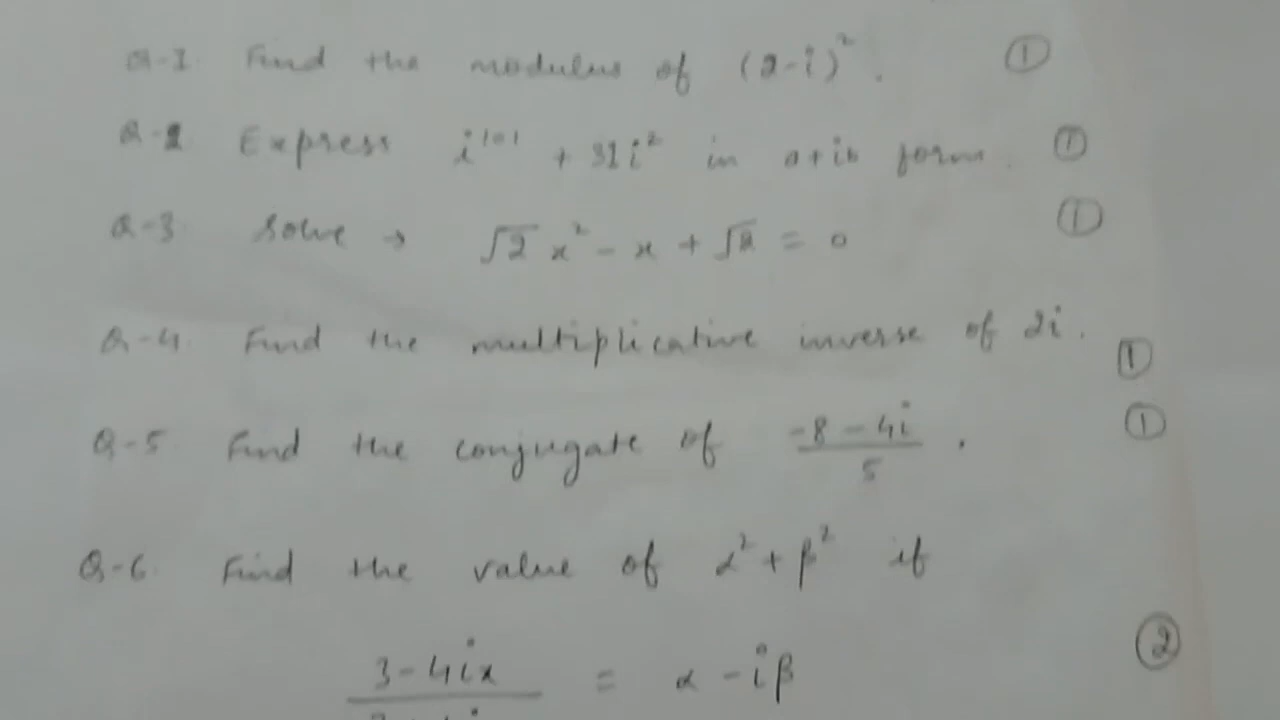 Q-1. Find the modulus of (2-i)². ①
Q-2 Express i¹⁰¹ + 31i² in a+ib form. ①
Q-3 Solve → √2 x² - x + √2 = 0 ①
Q-4. Find the multiplicative inverse of 2i. ①
Q-5 Find the conjugate of (-8-4i)/5 . ①
Q-6. Find the value of α² + β² if
3-4ix = α - iβ ②